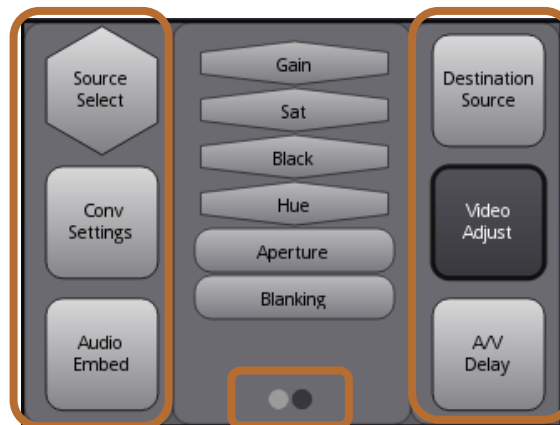 Source
Select
Conv
Settings
Audio
Embed
Gain
Sat
Black
Hue
Aperture
Blanking
Destination
Source
Video
Adjust
A/V
Delay